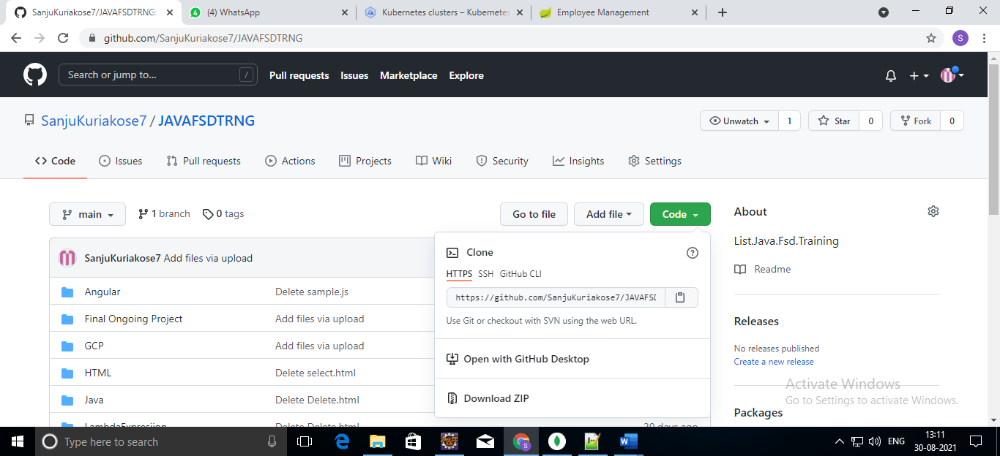 SanjuKuriakose7/JAVAFSDTRNG:
(4) WhatsApp
Kubernetes clusters – Kubernetes
Employee Management
github.com/SanjuKuriakose7/JAVAFSDTRNG
S
Search or jump to...
/
Pull requests
Issues
Marketplace
Explore
SanjuKuriakose7 / JAVAFSDTRNG
Unwatch
1
Star
0
Fork
0
Code
Issues
Pull requests
Actions
Projects
Wiki
Security
Insights
Settings
main
1 branch
0 tags
Go to file
Add file
Code
About
List.Java.Fsd.Training
Readme
SanjuKuriakose7 Add files via upload
Angular
Delete sample.js
Final Ongoing Project
Add files via upload
GCP
Add files via upload
HTML
Delete select.html
Java
Delete Delete.html
LambdaExpresiion
Delete Delete.html
20 days ago
Clone
HTTPS
SSH
GitHub CLI
https://github.com/SanjuKuriakose7/JAVAFSD
Use Git or checkout with SVN using the web URL.
Open with GitHub Desktop
Download ZIP
Releases
No releases published
Create a new release
Activate Windows
Go to Settings to activate Windows.
Packages
Type here to search
ENG
13:11
30-08-2021